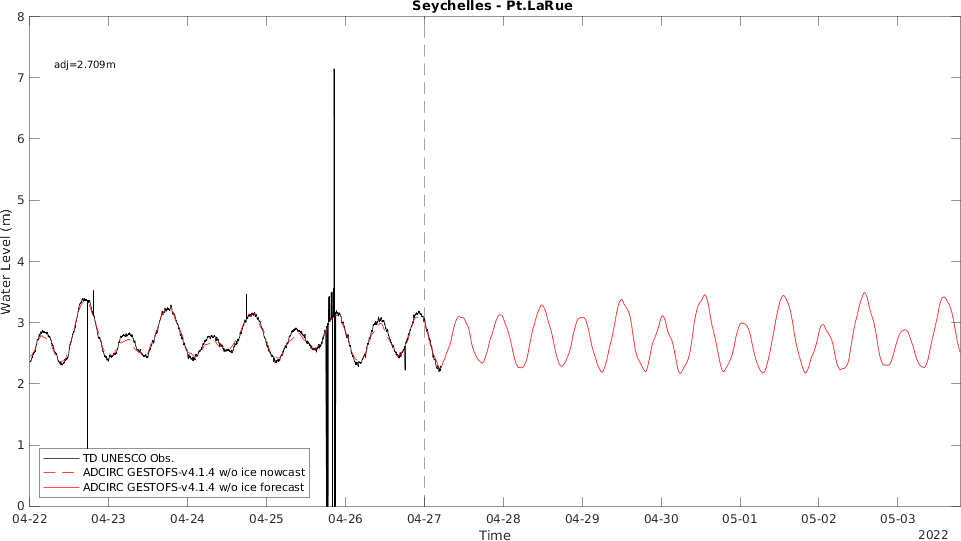 Seychelles - Pt.LaRue
adj=2.709m
8
7
6
5
4
3
2
1
0
Water Level (m)
TD UNESCO Obs.
ADCIRC GESTOFS-v4.1.4 w/o ice nowcast
ADCIRC GESTOFS-v4.1.4 w/o ice forecast
04-22 04-23 04-24 04-25 04-26 04-27 04-28 04-29 04-30 05-01 05-02 05-03
Time
2022